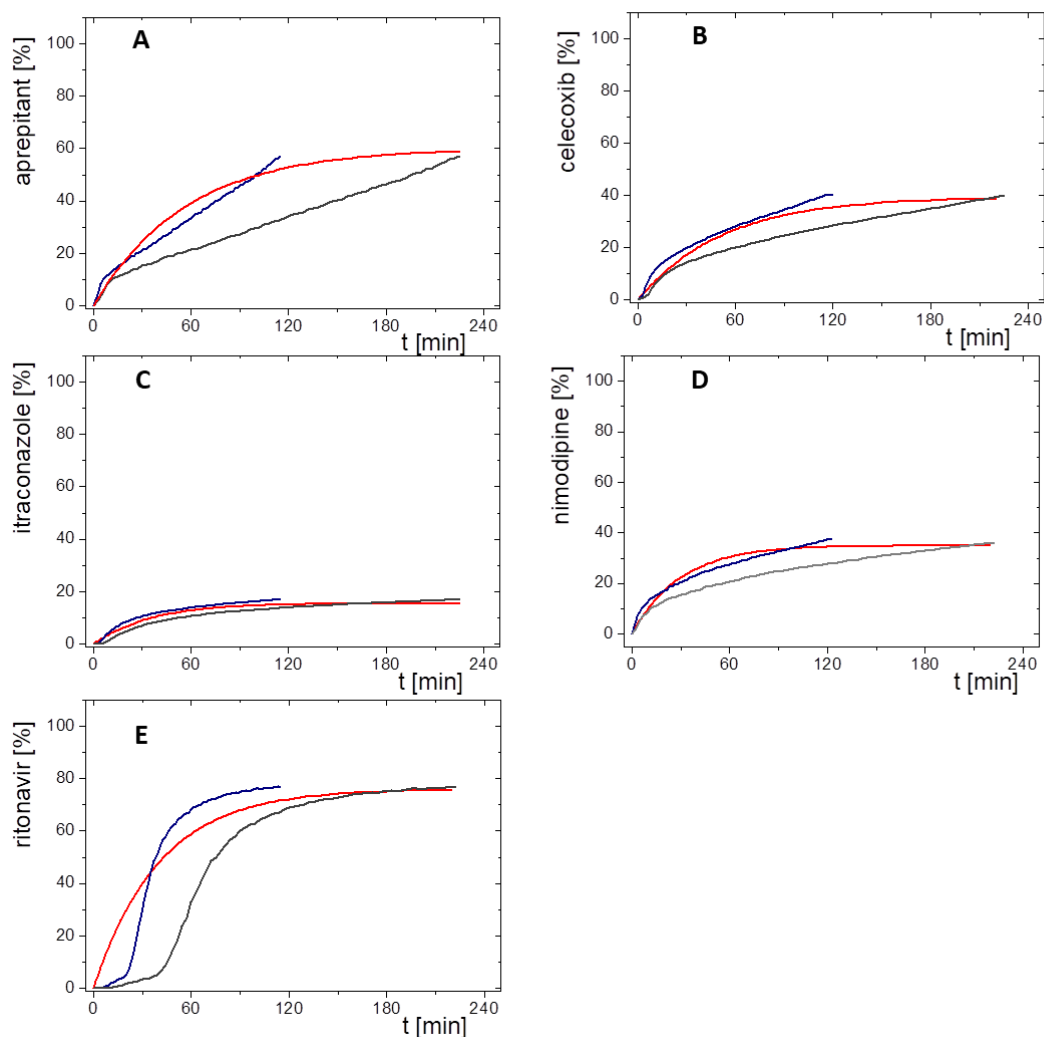 A
aprepitant [%]
100
80
60
40
20
0
0 60 120 180 240
t [min]
B
celecoxib [%]
100
80
60
40
20
0
0 60 120 180 240
t [min]
C
itraconazole [%]
100
80
60
40
20
0
0 60 120 180 240
t [min]
D
nimodipine [%]
100
80
60
40
20
0
0 60 120 180 240
t [min]
E
ritonavir [%]
100
80
60
40
20
0
0 60 120 180 240
t [min]